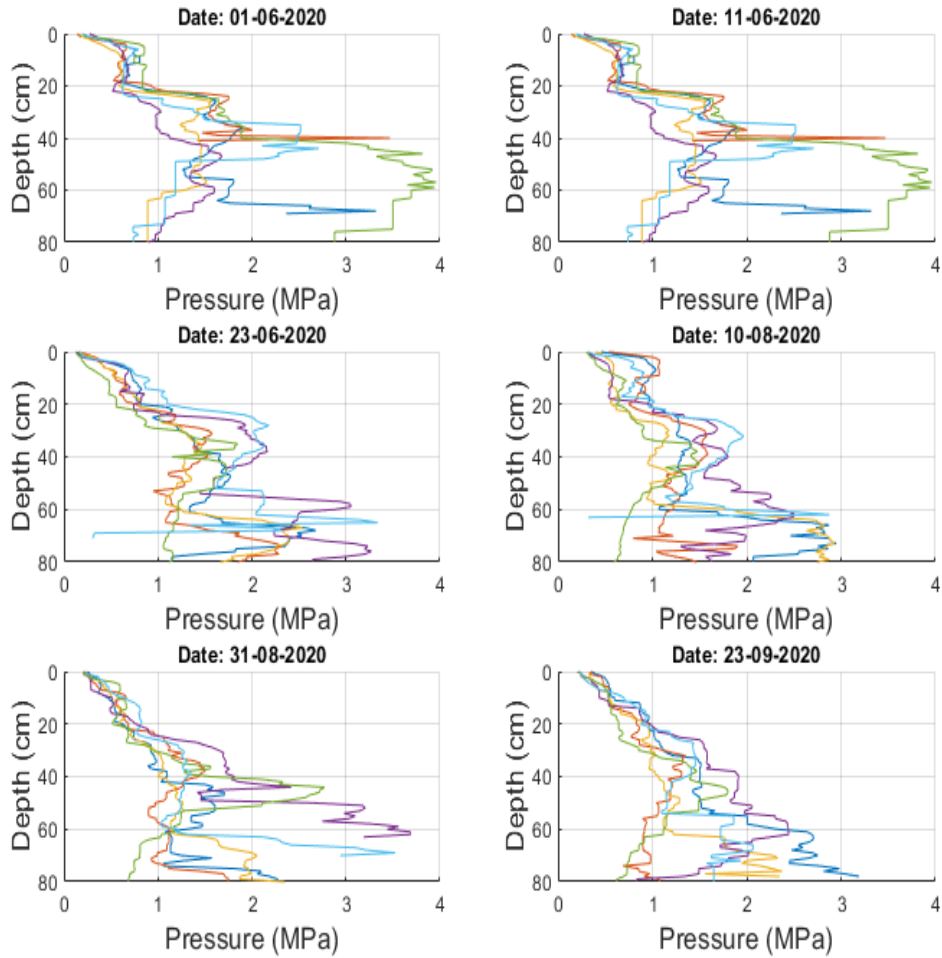 Date: 01-06-2020
Depth (cm)
0
20
40
60
80
0 1 2 3 4
Pressure (MPa)
Date: 11-06-2020
Depth (cm)
0
20
40
60
80
0 1 2 3 4
Pressure (MPa)
Date: 23-06-2020
Depth (cm)
0
20
40
60
80
0 1 2 3 4
Pressure (MPa)
Date: 10-08-2020
Depth (cm)
0
20
40
60
80
0 1 2 3 4
Pressure (MPa)
Date: 31-08-2020
Depth (cm)
0
20
40
60
80
0 1 2 3 4
Pressure (MPa)
Date: 23-09-2020
Depth (cm)
0
20
40
60
80
0 1 2 3 4
Pressure (MPa)